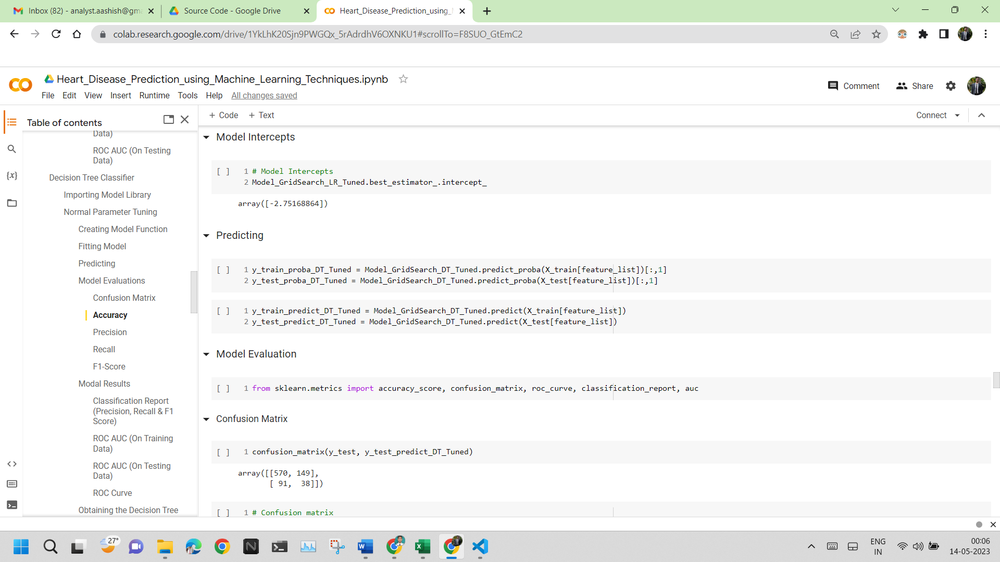 Inbox (82) - analyst.aashish@gm
Source Code - Google Drive
Heart_Disease_Prediction_using_
colab.research.google.com/drive/1YkLhK20Sjn9PWGQx_5rAdrdhV6OXNKU1#scrollTo=F8SUO_GtEmC2
Heart_Disease_Prediction_using_Machine_Learning_Techniques.ipynb
File Edit View Insert Runtime Tools Help All changes saved
Comment Share
Table of contents
Data)
ROC AUC (On Testing
Data)
Decision Tree Classifier
Importing Model Library
Normal Parameter Tuning
Creating Model Function
Fitting Model
Predicting
Model Evaluations
Confusion Matrix
Accuracy
Precision
Recall
F1-Score
Modal Results
Classification Report
(Precision, Recall & F1
Score)
ROC AUC (On Training
Data)
ROC AUC (On Testing
Data)
ROC Curve
Obtaining the Decision Tree
+ Code + Text
Connect
Model Intercepts
[ ] 1 # Model Intercepts
2 Model_GridSearch_LR_Tuned.best_estimator_.intercept_
array([-2.75168864])
Predicting
[ ] 1 y_train_proba_DT_Tuned = Model_GridSearch_DT_Tuned.predict_proba(X_train[feature_list])[:,1]
2 y_test_proba_DT_Tuned = Model_GridSearch_DT_Tuned.predict_proba(X_test[feature_list])[:,1]
[ ] 1 y_train_predict_DT_Tuned = Model_GridSearch_DT_Tuned.predict(X_train[feature_list])
2 y_test_predict_DT_Tuned = Model_GridSearch_DT_Tuned.predict(X_test[feature_list])
Model Evaluation
[ ] 1 from sklearn.metrics import accuracy_score, confusion_matrix, roc_curve, classification_report, auc
Confusion Matrix
[ ] 1 confusion_matrix(y_test, y_test_predict_DT_Tuned)
array([[570, 149],
[ 91, 38]])
[ ] 1 # Confusion matrix
27°
ENG
IN
00:06
14-05-2023